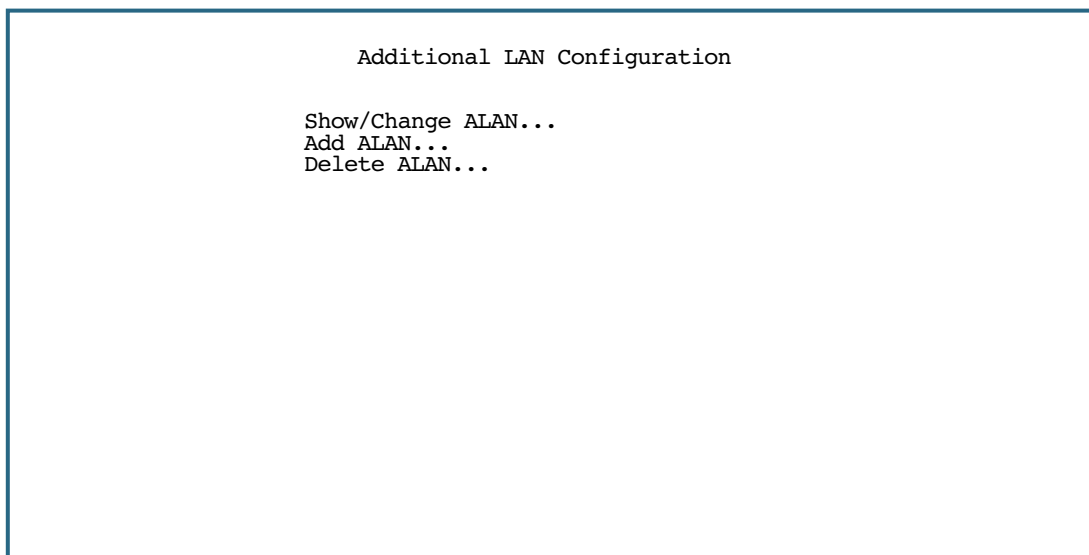 Additional LAN Configuration
Show/Change ALAN...
Add ALAN...
Delete ALAN...